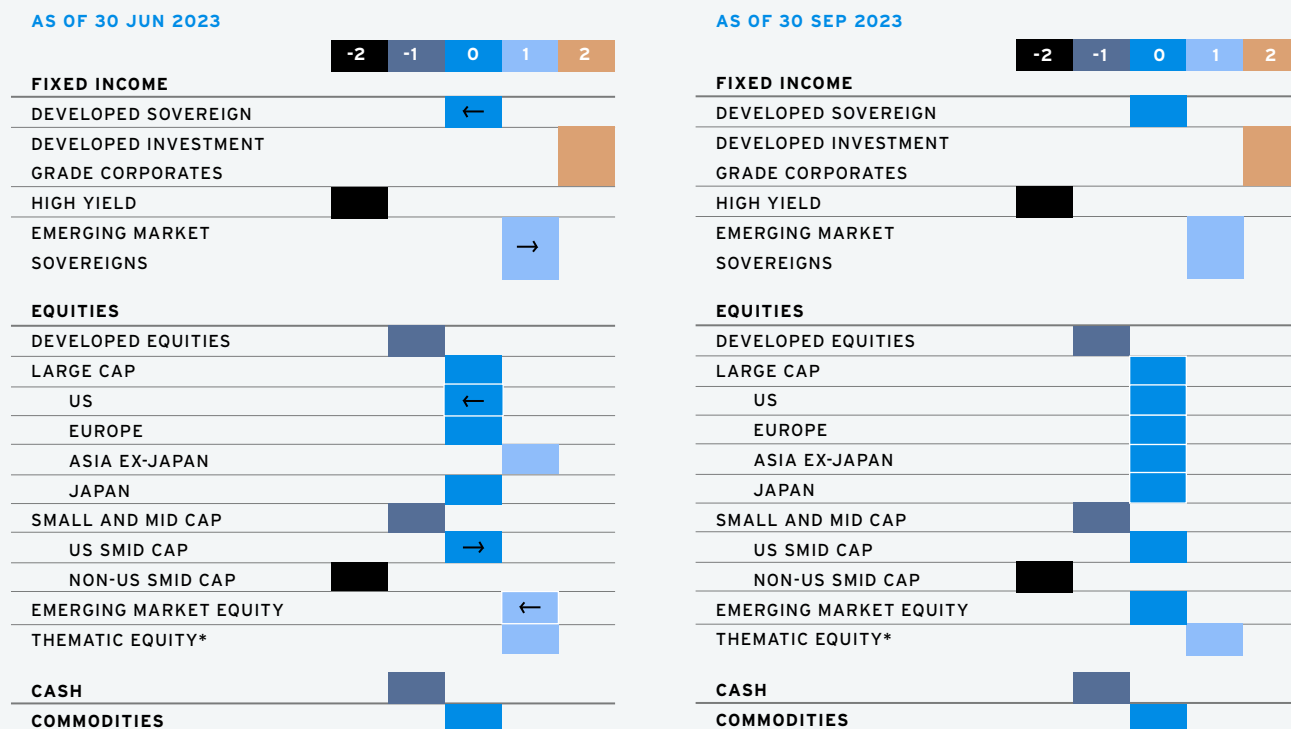 AS OF 30 JUN 2023
-2 -1 0 1 2
FIXED INCOME
DEVELOPED SOVEREIGN ←
DEVELOPED INVESTMENT
GRADE CORPORATES
HIGH YIELD
EMERGING MARKET
SOVEREIGNS →
EQUITIES
DEVELOPED EQUITIES
LARGE CAP
US ←
EUROPE
ASIA EX-JAPAN
JAPAN
SMALL AND MID CAP
US SMID CAP →
NON-US SMID CAP
EMERGING MARKET EQUITY ←
THEMATIC EQUITY*
CASH
COMMODITIES
AS OF 30 SEP 2023
-2 -1 0 1 2
FIXED INCOME
DEVELOPED SOVEREIGN
DEVELOPED INVESTMENT
GRADE CORPORATES
HIGH YIELD
EMERGING MARKET
SOVEREIGNS
EQUITIES
DEVELOPED EQUITIES
LARGE CAP
US
EUROPE
ASIA EX-JAPAN
JAPAN
SMALL AND MID CAP
US SMID CAP
NON-US SMID CAP
EMERGING MARKET EQUITY
THEMATIC EQUITY*
CASH
COMMODITIES